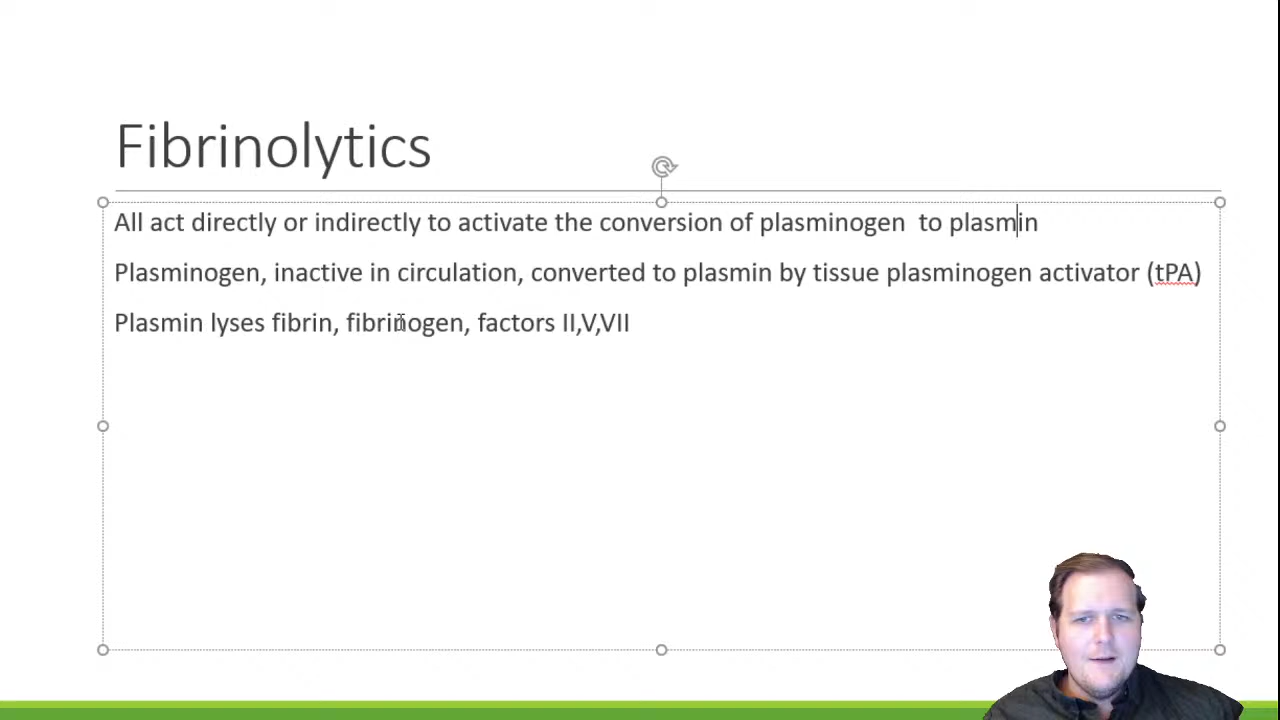 Fibrinolytics
All act directly or indirectly to activate the conversion of plasminogen  to plasmin
Plasminogen, inactive in circulation, converted to plasmin by tissue plasminogen activator (tPA)
Plasmin lyses fibrin, fibrinogen, factors II,V,VII